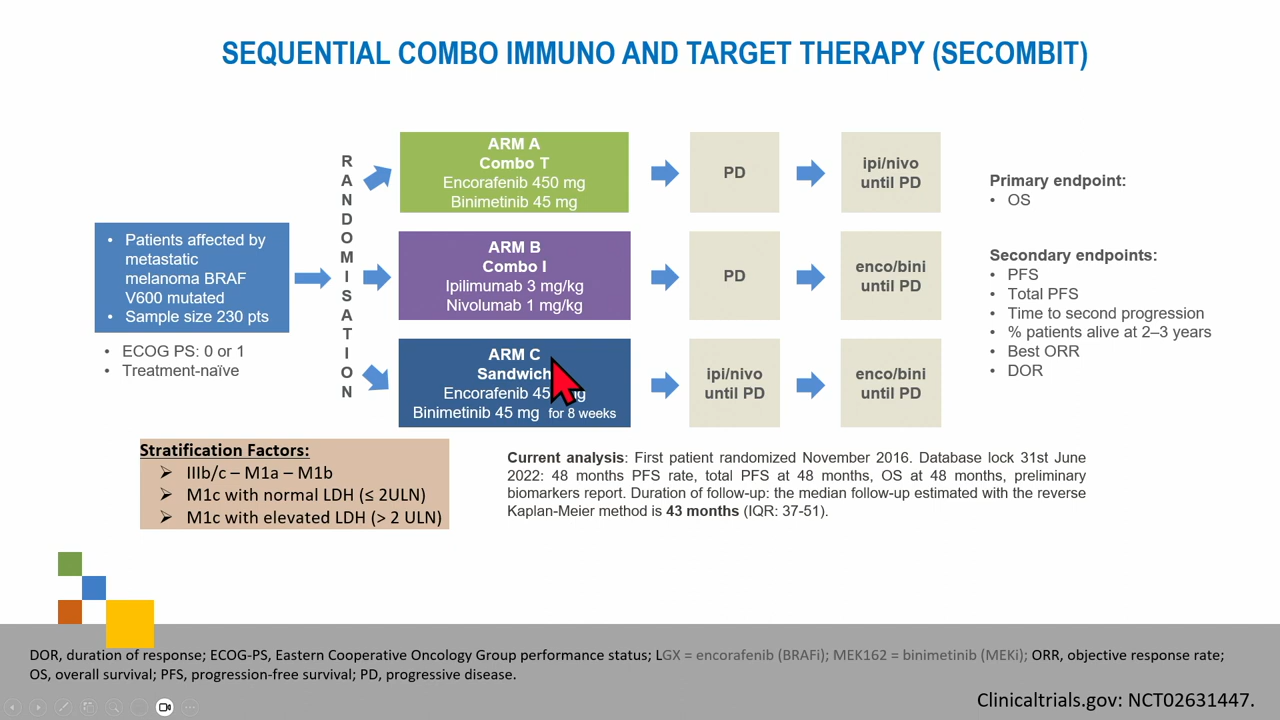 SEQUENTIAL COMBO IMMUNO AND TARGET THERAPY (SECOMBIT)
• Patients affected by
metastatic
melanoma BRAF
V600 mutated
• Sample size 230 pts
• ECOG PS: 0 or 1
• Treatment-naïve
RANDOMISATION
ARM A
Combo T
Encorafenib 450 mg
Binimetinib 45 mg
PD
ipi/nivo
until PD
ARM B
Combo I
Ipilimumab 3 mg/kg
Nivolumab 1 mg/kg
PD
enco/bini
until PD
ARM C
Sandwich
Encorafenib 45 g
Binimetinib 45 mg for 8 weeks
ipi/nivo
until PD
enco/bini
until PD
Primary endpoint:
• OS
Secondary endpoints:
• PFS
• Total PFS
• Time to second progression
• % patients alive at 2–3 years
• Best ORR
• DOR
Stratification Factors:
➢ IIIb/c – M1a – M1b
➢ M1c with normal LDH (≤ 2ULN)
➢ M1c with elevated LDH (> 2 ULN)
Current analysis: First patient randomized November 2016. Database lock 31st June
2022: 48 months PFS rate, total PFS at 48 months, OS at 48 months, preliminary
biomarkers report. Duration of follow-up: the median follow-up estimated with the reverse
Kaplan-Meier method is 43 months (IQR: 37-51).
DOR, duration of response; ECOG-PS, Eastern Cooperative Oncology Group performance status; LGX = encorafenib (BRAFi); MEK162 = binimetinib (MEKi); ORR, objective response rate;
OS, overall survival; PFS, progression-free survival; PD, progressive disease.
Clinicaltrials.gov: NCT02631447.